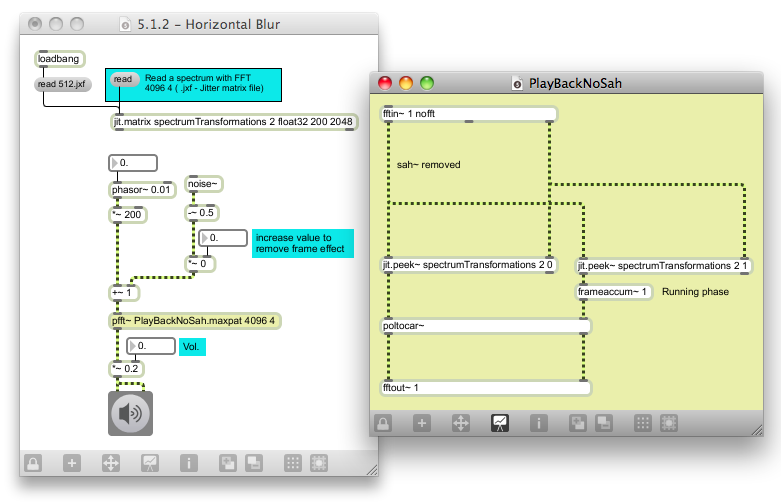 5.1.2 – Horizontal Blur
loadbang
read 512.jxf
read
Read a spectrum with FFT
4096 4 ( .jxf - Jitter matrix file)
jit.matrix spectrumTransformations 2 float32 200 2048
0.
phasor~ 0.01
noise~
*~ 200
-~ 0.5
0.
increase value to
remove frame effect
*~ 0
+~ 1
pfft~ PlayBackNoSah.maxpat 4096 4
0.
Vol.
*~ 0.2
PlayBackNoSah
fftin~ 1 nofft
sah~ removed
jit.peek~ spectrumTransformations 2 0
jit.peek~ spectrumTransformations 2 1
frameaccum~ 1
Running phase
poltocar~
fftout~ 1